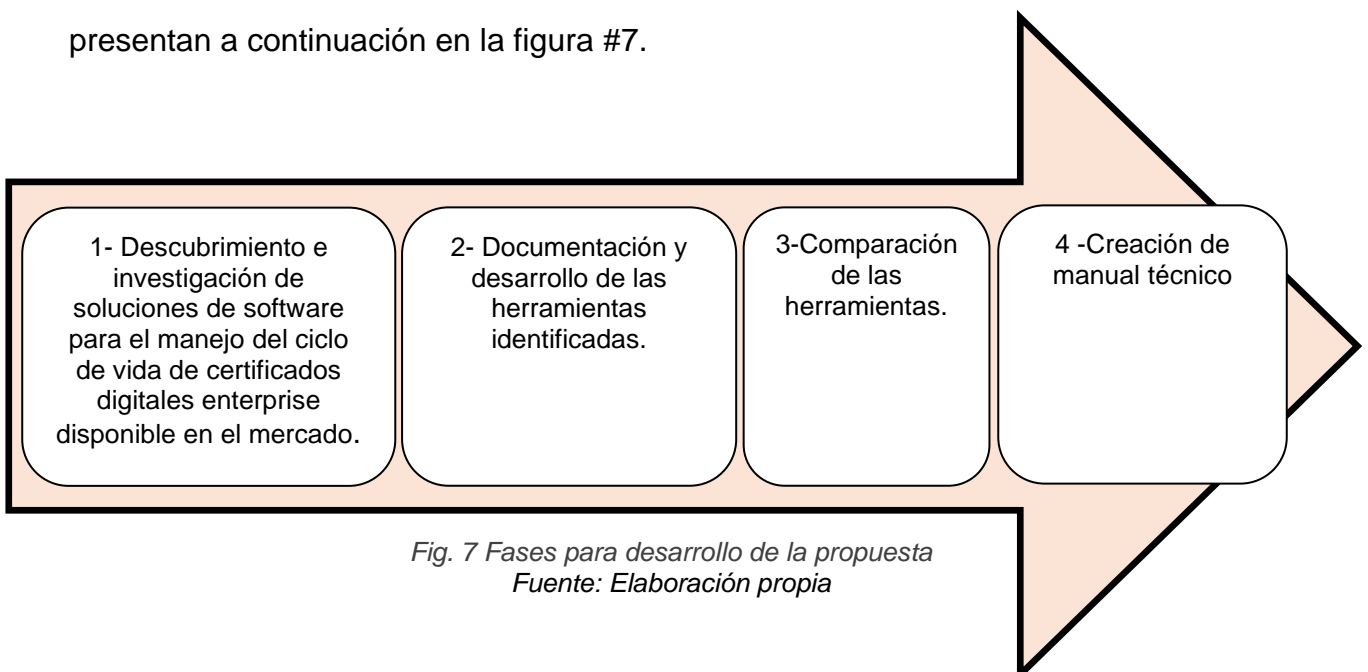 presentan a continuación en la figura #7.
1- Descubrimiento e
investigación de
soluciones de software
para el manejo del ciclo
de vida de certificados
digitales enterprise
disponible en el mercado.
2- Documentación y
desarrollo de las
herramientas
identificadas.
3-Comparación
de las
herramientas.
4 -Creación de
manual técnico
Fig. 7 Fases para desarrollo de la propuesta
Fuente: Elaboración propia